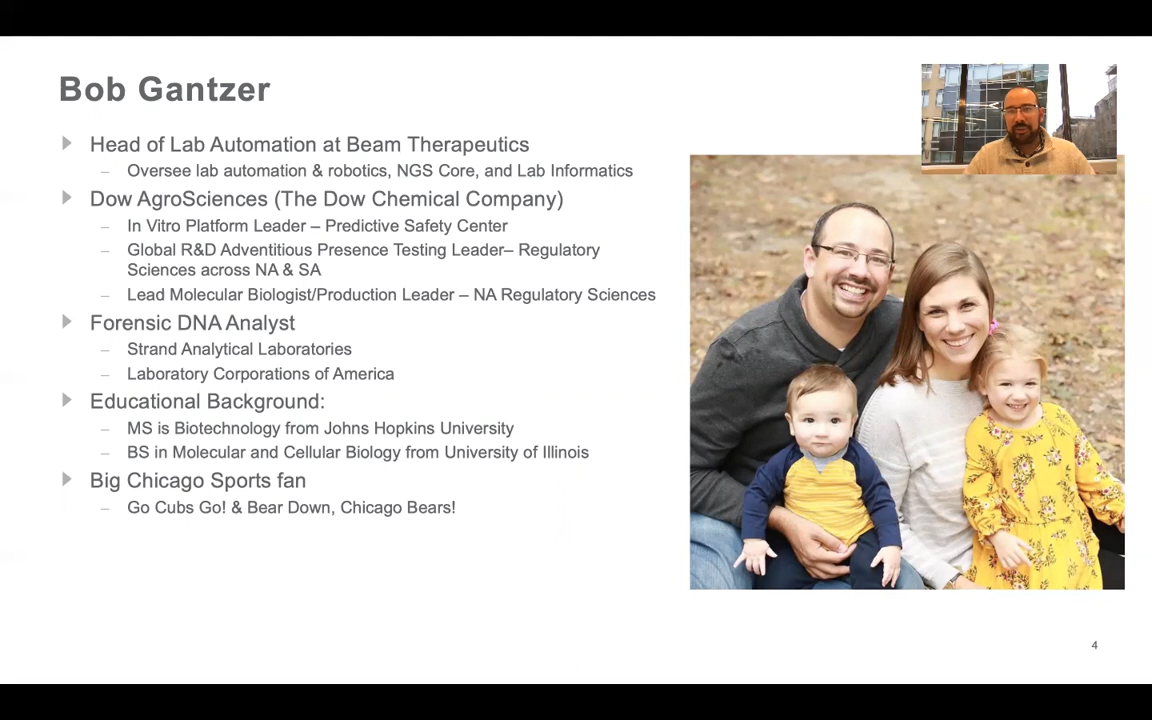 Bob Gantzer
Head of Lab Automation at Beam Therapeutics
– Oversee lab automation & robotics, NGS Core, and Lab Informatics
Dow AgroSciences (The Dow Chemical Company)
– In Vitro Platform Leader – Predictive Safety Center
– Global R&D Adventitious Presence Testing Leader– Regulatory
Sciences across NA & SA
– Lead Molecular Biologist/Production Leader – NA Regulatory Sciences
Forensic DNA Analyst
– Strand Analytical Laboratories
– Laboratory Corporations of America
Educational Background:
– MS is Biotechnology from Johns Hopkins University
– BS in Molecular and Cellular Biology from University of Illinois
Big Chicago Sports fan
– Go Cubs Go! & Bear Down, Chicago Bears!
4